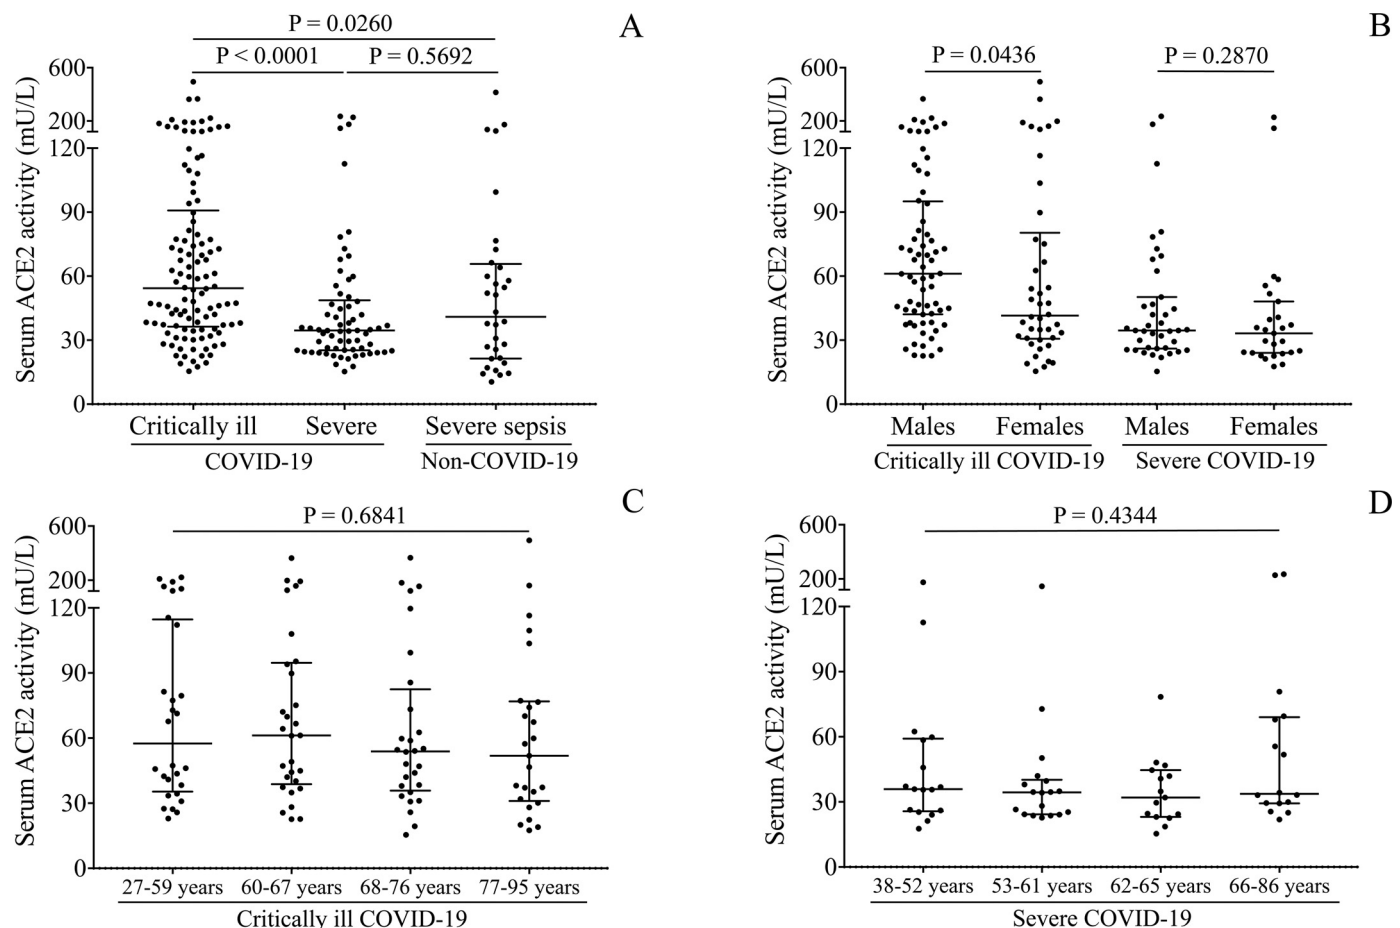 A
P = 0.0260
P < 0.0001
P = 0.5692
Serum ACE2 activity (mU/L)
600
200
120
90
60
30
0
Critically ill
Severe
Severe sepsis
COVID-19
Non-COVID-19
B
P = 0.0436
P = 0.2870
Serum ACE2 activity (mU/L)
600
200
120
90
60
30
0
Males
Females
Males
Females
Critically ill COVID-19
Severe COVID-19
C
P = 0.6841
Serum ACE2 activity (mU/L)
600
200
120
90
60
30
0
27-59 years
60-67 years
68-76 years
77-95 years
Critically ill COVID-19
D
P = 0.4344
Serum ACE2 activity (mU/L)
600
200
120
90
60
30
0
38-52 years
53-61 years
62-65 years
66-86 years
Severe COVID-19